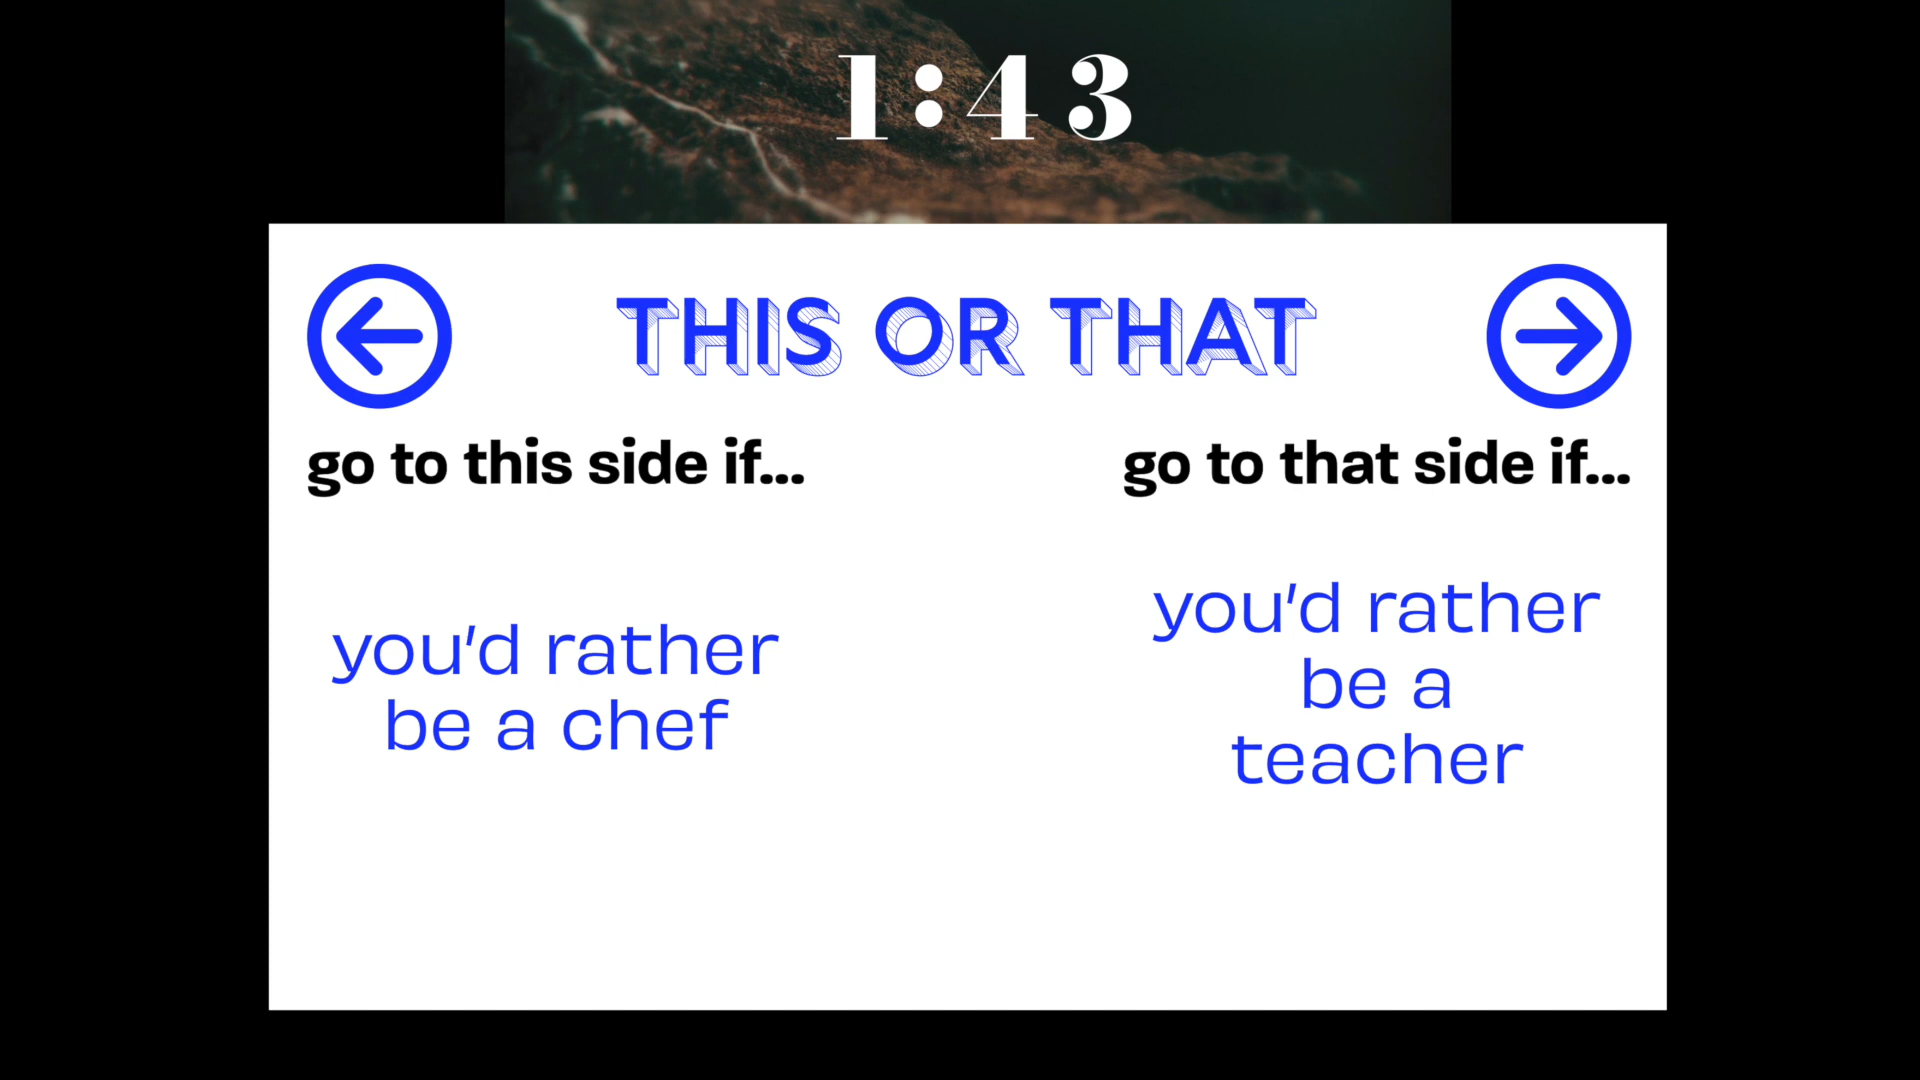 1:43
THIS OR THAT
go to this side if...
go to that side if...
you'd rather
be a chef
you'd rather
be a
teacher